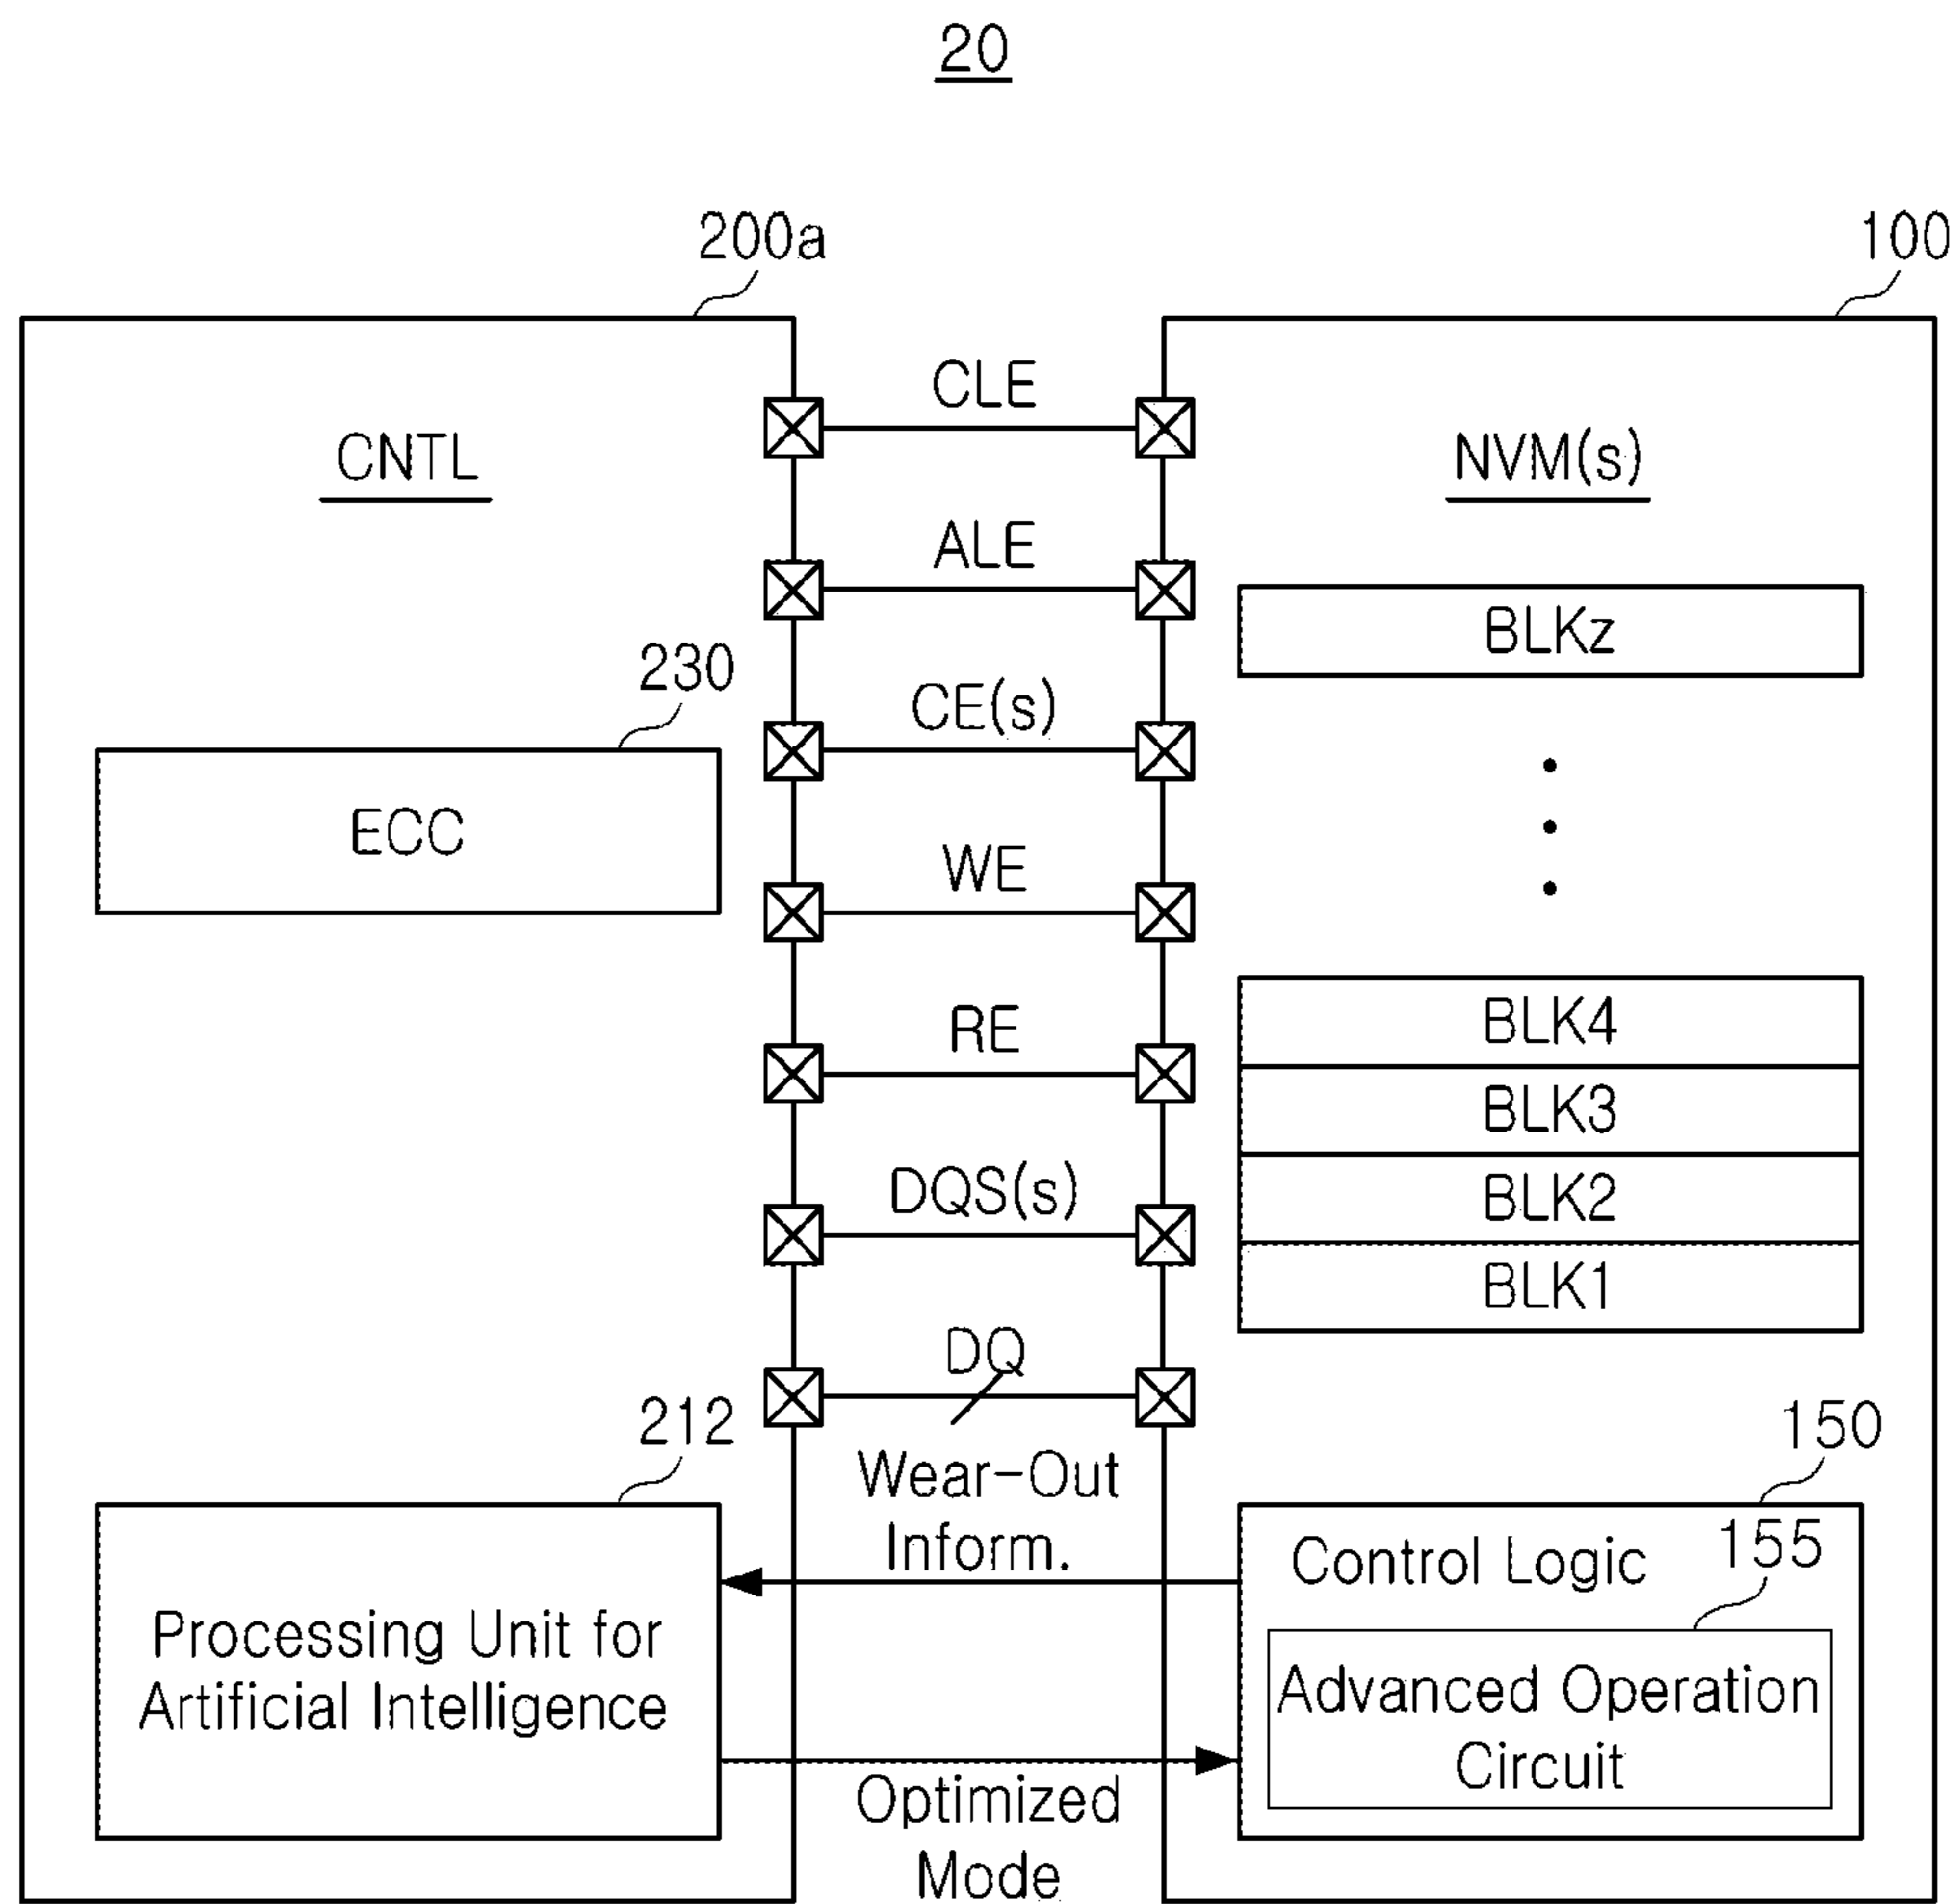 20
200a
100
CLE
CNTL
NVM(s)
ALE
BLKz
230
CE(s)
ECC
WE
BLK4
RE
BLK3
DQS(s)
BLK2
BLK1
DQ
212
150
Wear-Out
Inform.
Control Logic
155
Processing Unit for
Artificial Intelligence
Advanced Operation
Circuit
Optimized
Mode